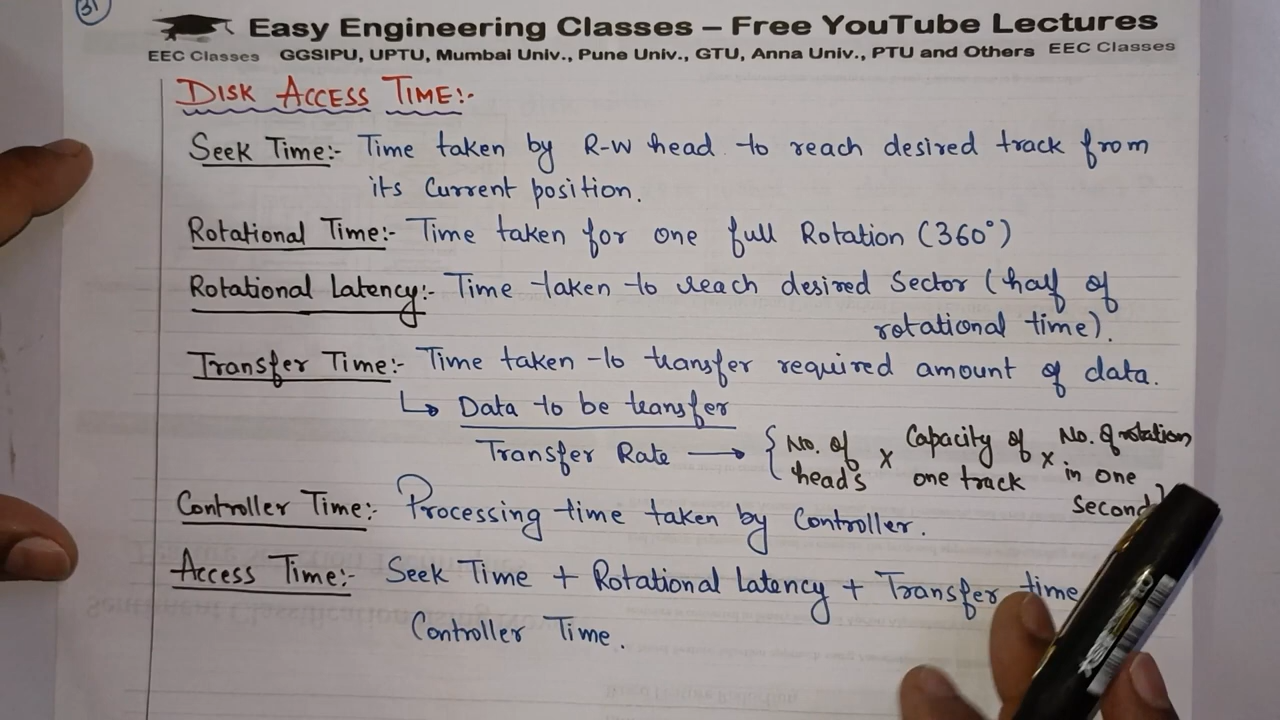 31
Easy Engineering Classes – Free YouTube Lectures
EEC Classes GGSIPU, UPTU, Mumbai Univ., Pune Univ., GTU, Anna Univ., PTU and Others EEC Classes
DISK ACCESS TIME:-
Seek Time:- Time taken by R-W head to reach desired track from
its Current position.
Rotational Time:- Time taken for one full Rotation (360°)
Rotational Latency:- Time taken to reach desired Sector (half of
rotational time).
Transfer Time:- Time taken to transfer required amount of data.
↳ Data to be transfer
Transfer Rate → { No. of heads × Capacity of one track × No. of rotation in one Second }
Controller Time:- Processing time taken by Controller.
Access Time:- Seek Time + Rotational Latency + Transfer time
Controller Time.